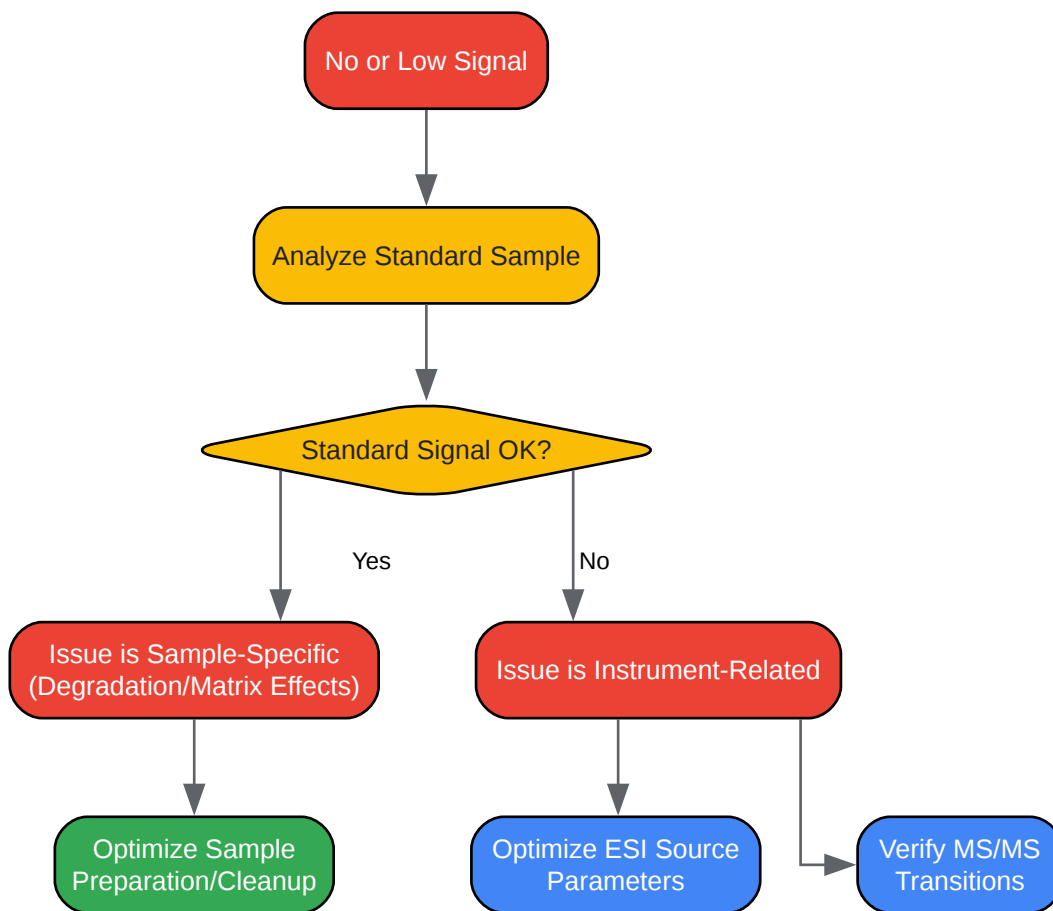 No or Low Signal
Analyze Standard Sample
Standard Signal OK?
Yes
No
Issue is Sample-Specific
(Degradation/Matrix Effects)
Issue is Instrument-Related
Optimize Sample
Preparation/Cleanup
Optimize ESI Source
Parameters
Verify MS/MS
Transitions